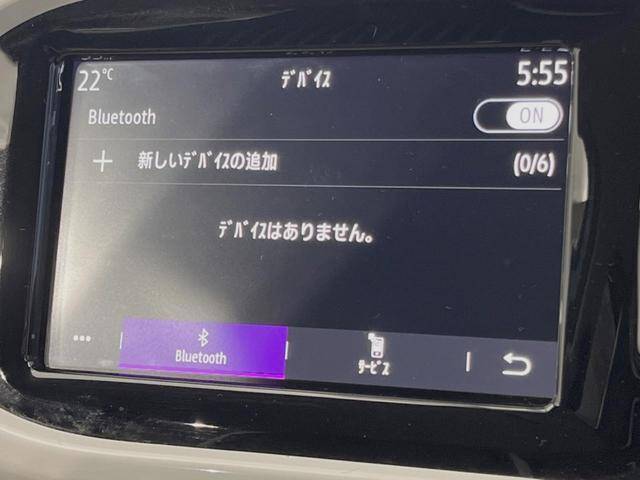 22℃
デバイス
5:55
Bluetooth
ON
新しいデバイスの追加
(0/6)
デバイスはありません。
Bluetooth
サービス